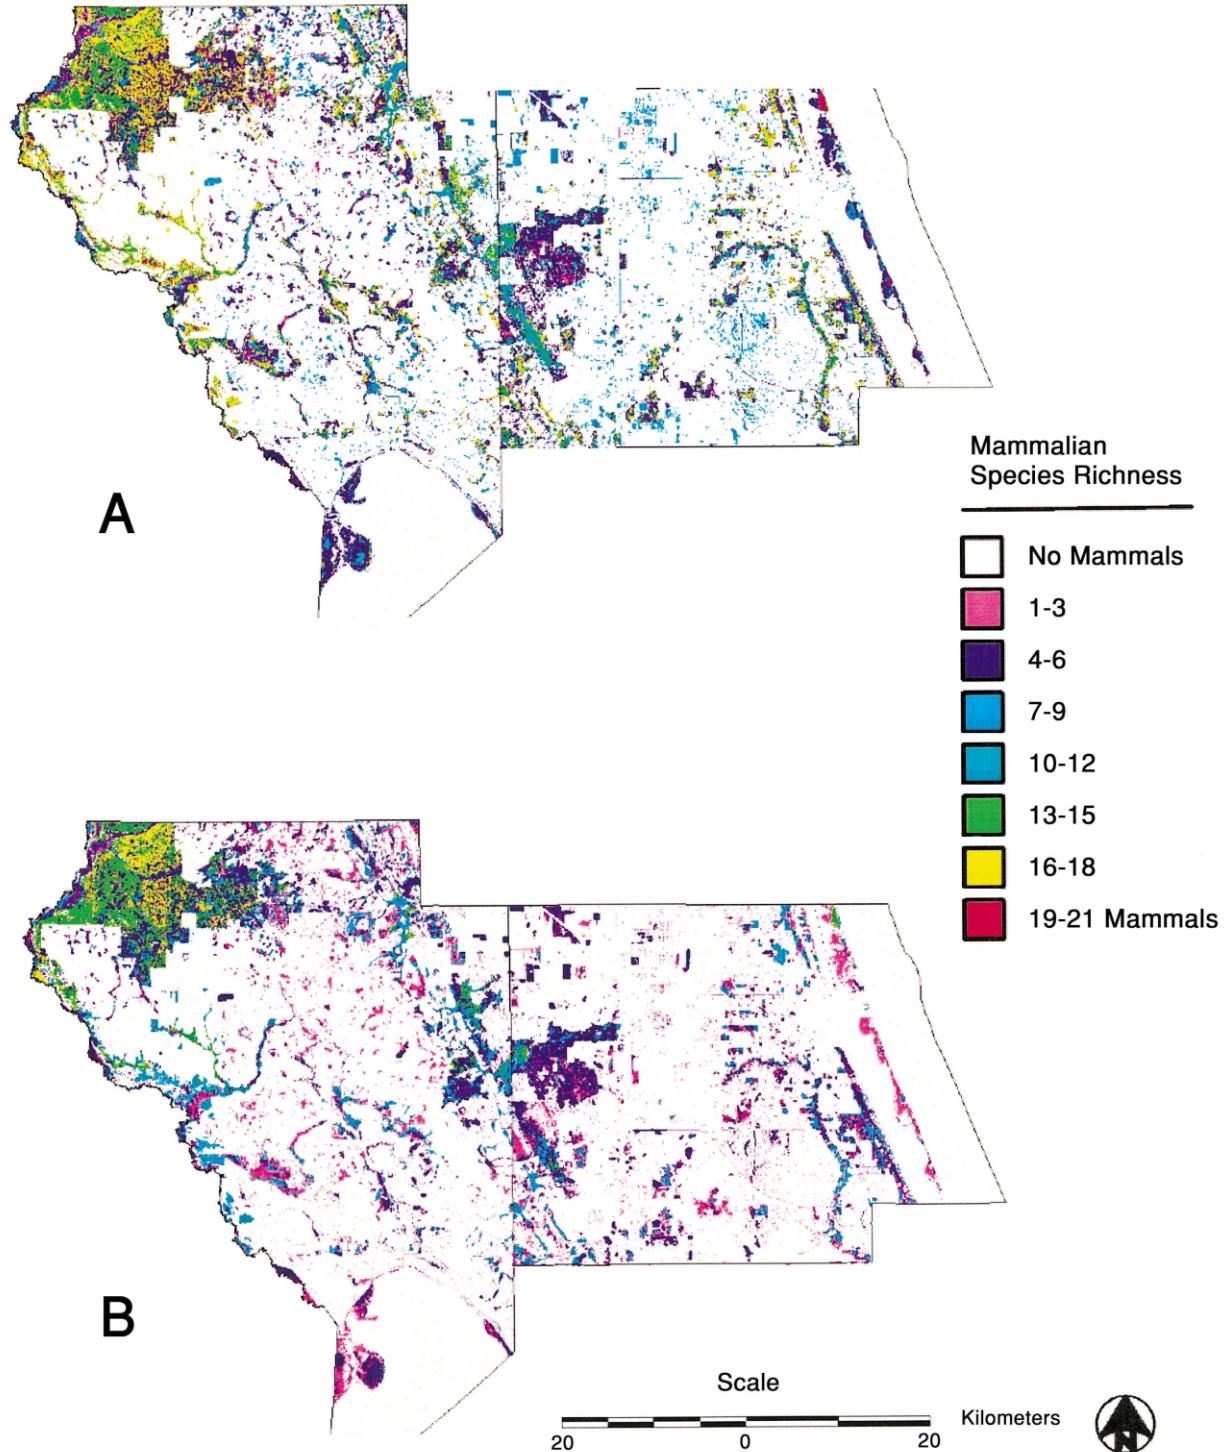 A
Mammalian
Species Richness
No Mammals
1-3
4-6
7-9
10-12
13-15
16-18
19-21 Mammals
B
Scale
Kilometers
20 0 20
N